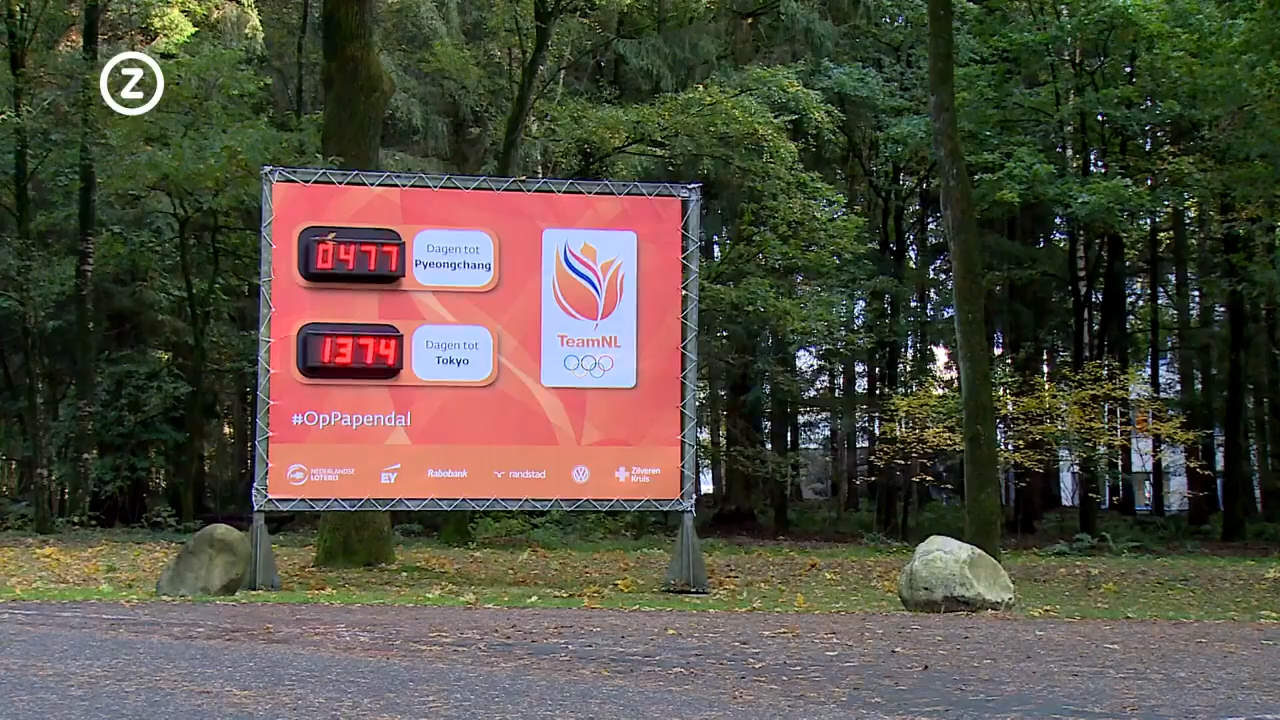 Z
0477
Dagen tot
Pyeongchang
1374
Dagen tot
Tokyo
TeamNL
#OpPapendal
NEDERLANDSE
LOTERIJ
EY
Rabobank
randstad
Zilveren
Kruis